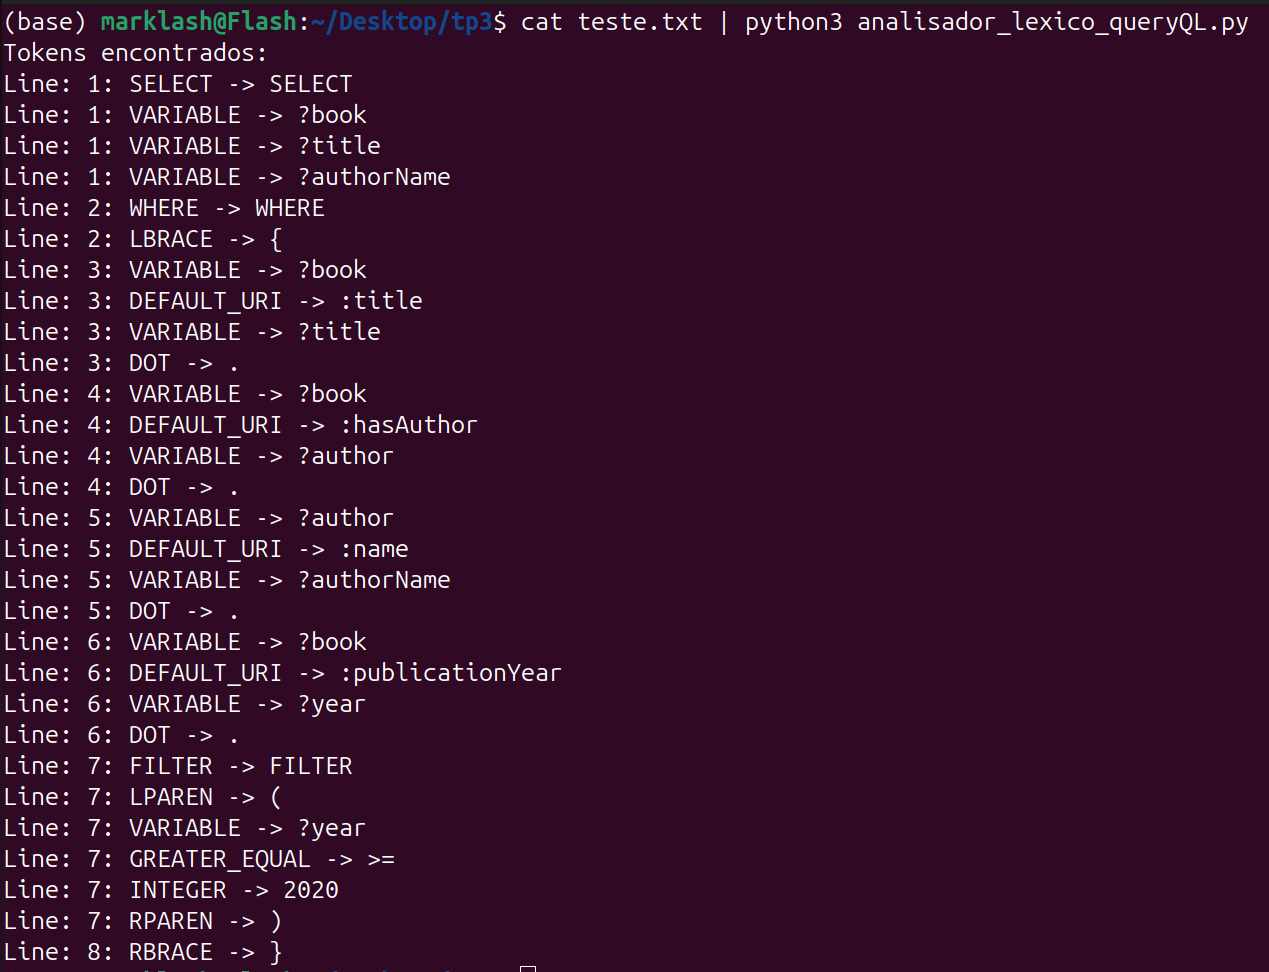 (base) marklash@Flash:~/Desktop/tp3$ cat teste.txt | python3 analisador_lexico_queryQL.py
Tokens encontrados:
Line: 1: SELECT -> SELECT
Line: 1: VARIABLE -> ?book
Line: 1: VARIABLE -> ?title
Line: 1: VARIABLE -> ?authorName
Line: 2: WHERE -> WHERE
Line: 2: LBRACE -> {
Line: 3: VARIABLE -> ?book
Line: 3: DEFAULT_URI -> :title
Line: 3: VARIABLE -> ?title
Line: 3: DOT -> .
Line: 4: VARIABLE -> ?book
Line: 4: DEFAULT_URI -> :hasAuthor
Line: 4: VARIABLE -> ?author
Line: 4: DOT -> .
Line: 5: VARIABLE -> ?author
Line: 5: DEFAULT_URI -> :name
Line: 5: VARIABLE -> ?authorName
Line: 5: DOT -> .
Line: 6: VARIABLE -> ?book
Line: 6: DEFAULT_URI -> :publicationYear
Line: 6: VARIABLE -> ?year
Line: 6: DOT -> .
Line: 7: FILTER -> FILTER
Line: 7: LPAREN -> (
Line: 7: VARIABLE -> ?year
Line: 7: GREATER_EQUAL -> >=
Line: 7: INTEGER -> 2020
Line: 7: RPAREN -> )
Line: 8: RBRACE -> }